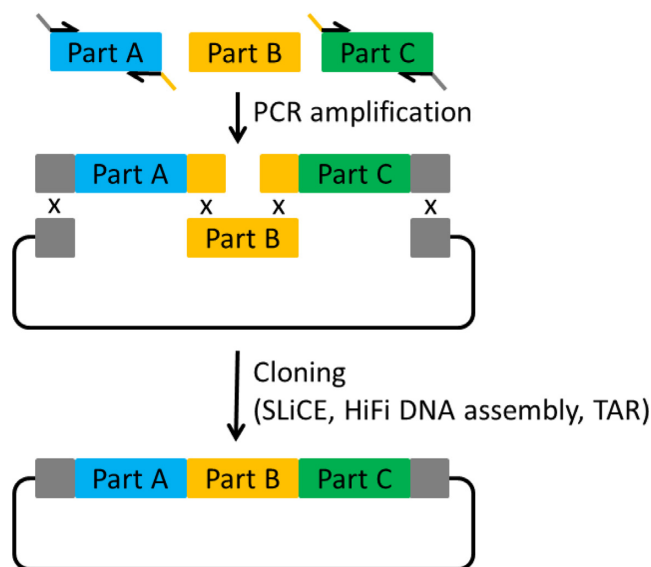 Part A Part B Part C
PCR amplification
Part A Part C
x x x x
Part B
Cloning
(SLiCE, HiFi DNA assembly, TAR)
Part A Part B Part C